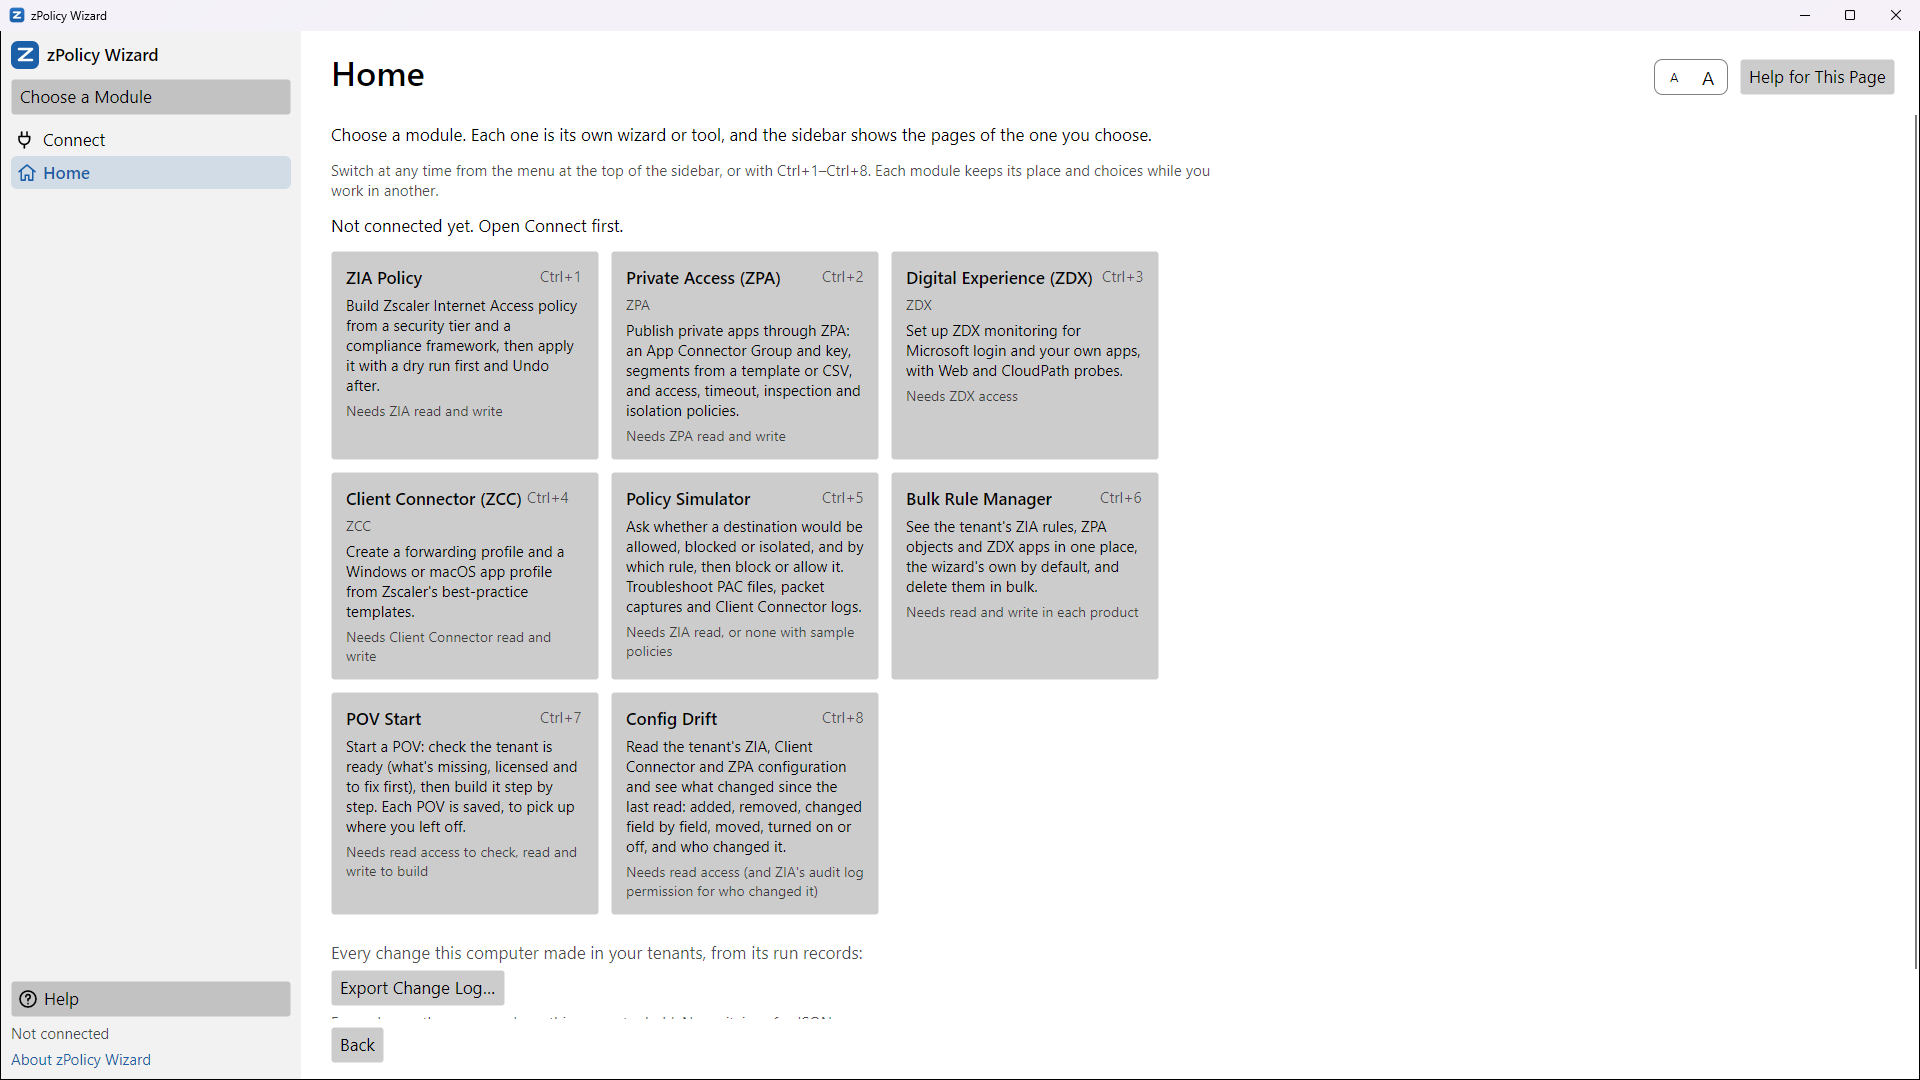 zPolicy Wizard
zPolicy Wizard
Choose a Module
Connect
Home
Home
A A
Help for This Page
Choose a module. Each one is its own wizard or tool, and the sidebar shows the pages of the one you choose.
Switch at any time from the menu at the top of the sidebar, or with Ctrl+1–Ctrl+8. Each module keeps its place and choices while you
work in another.
Not connected yet. Open Connect first.
ZIA Policy Ctrl+1
Build Zscaler Internet Access policy
from a security tier and a
compliance framework, then apply
it with a dry run first and Undo
after.
Needs ZIA read and write
Private Access (ZPA) Ctrl+2
ZPA
Publish private apps through ZPA:
an App Connector Group and key,
segments from a template or CSV,
and access, timeout, inspection and
isolation policies.
Needs ZPA read and write
Digital Experience (ZDX) Ctrl+3
ZDX
Set up ZDX monitoring for
Microsoft login and your own apps,
with Web and CloudPath probes.
Needs ZDX access
Client Connector (ZCC) Ctrl+4
ZCC
Create a forwarding profile and a
Windows or macOS app profile
from Zscaler's best-practice
templates.
Needs Client Connector read and
write
Policy Simulator Ctrl+5
Ask whether a destination would be
allowed, blocked or isolated, and by
which rule, then block or allow it.
Troubleshoot PAC files, packet
captures and Client Connector logs.
Needs ZIA read, or none with sample
policies
Bulk Rule Manager Ctrl+6
See the tenant's ZIA rules, ZPA
objects and ZDX apps in one place,
the wizard's own by default, and
delete them in bulk.
Needs read and write in each product
POV Start Ctrl+7
Start a POV: check the tenant is
ready (what's missing, licensed and
to fix first), then build it step by
step. Each POV is saved, to pick up
where you left off.
Needs read access to check, read and
write to build
Config Drift Ctrl+8
Read the tenant's ZIA, Client
Connector and ZPA configuration
and see what changed since the
last read: added, removed, changed
field by field, moved, turned on or
off, and who changed it.
Needs read access (and ZIA's audit log
permission for who changed it)
Every change this computer made in your tenants, from its run records:
Export Change Log...
Back
Help
Not connected
About zPolicy Wizard